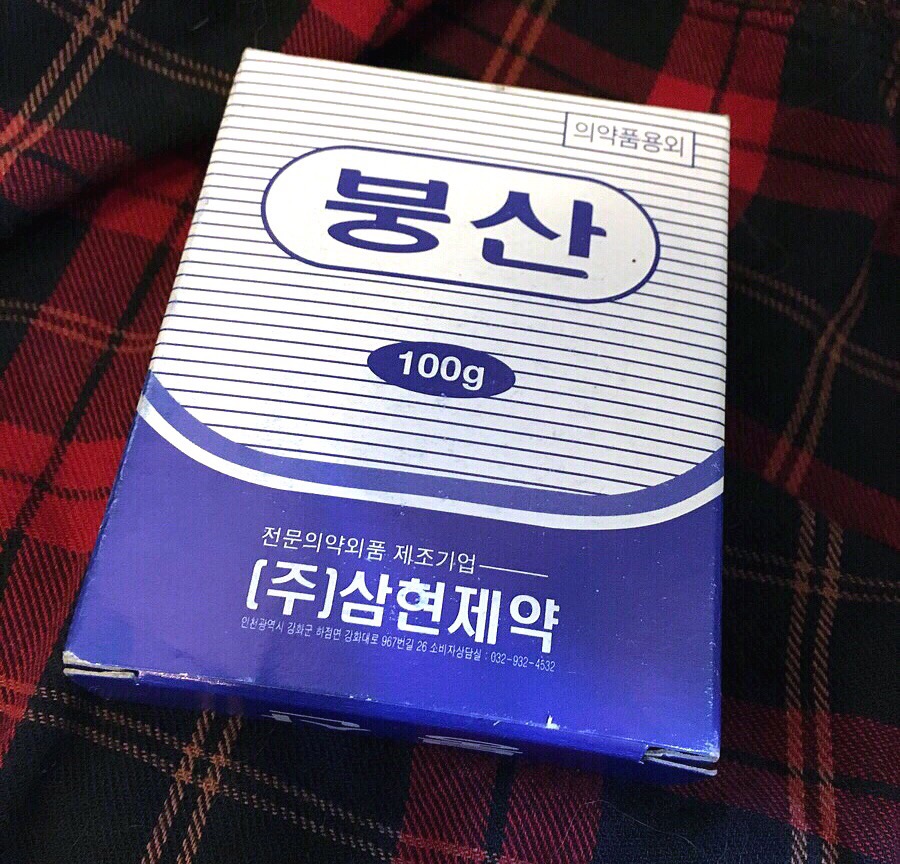 의약품용외
붕산
100g
전문의약외품 제조기업
(주)삼현제약
인천광역시 강화군 하점면 강화대로 967번길 26 소비자상담실 : 032-932-4532